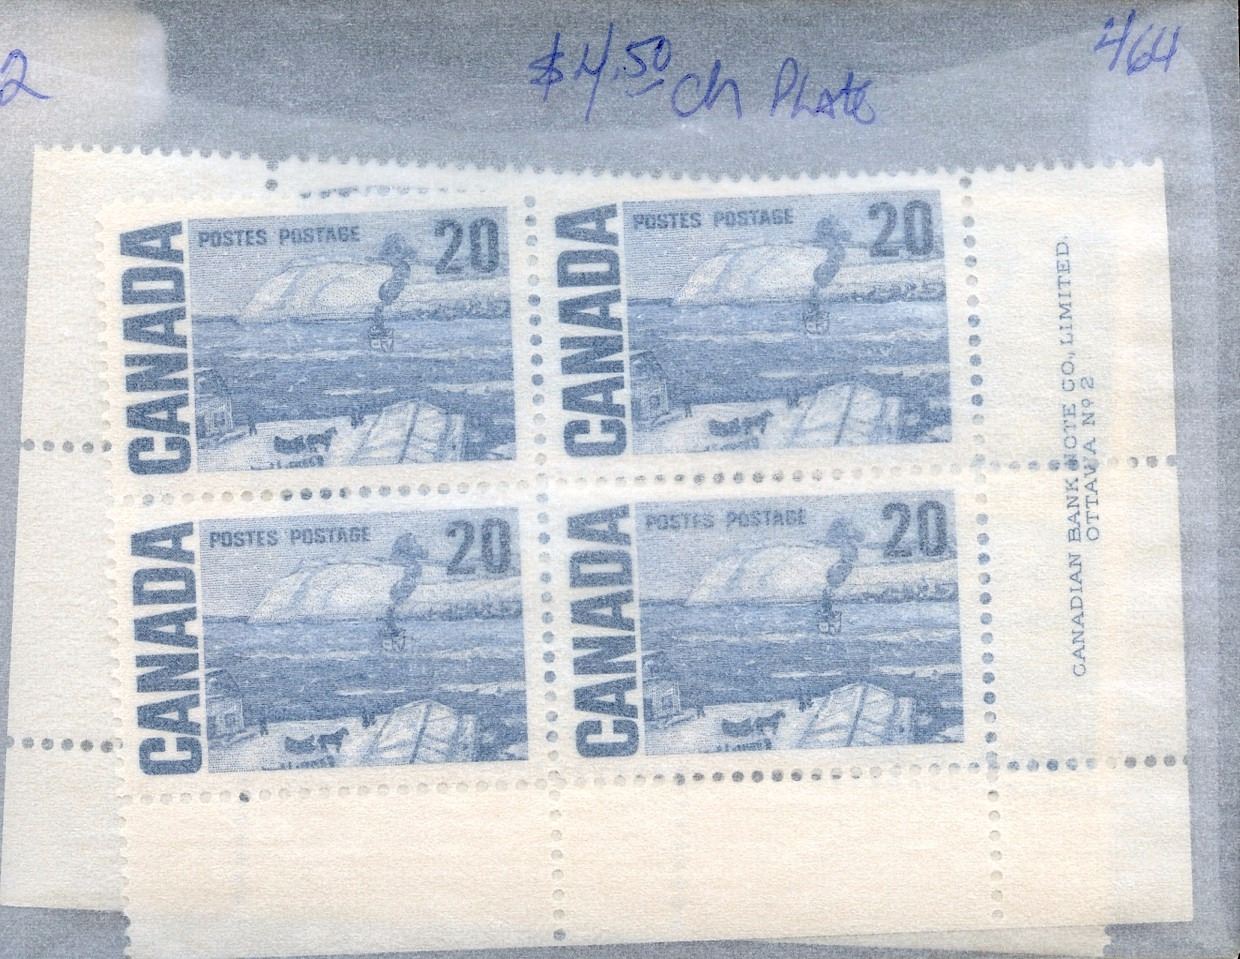 2
$4.50 ch Plate
464
CANADA
POSTES POSTAGE
20
CANADA
POSTES POSTAGE
20
CANADA
POSTES POSTAGE
20
CANADA
POSTES POSTAGE
20
CANADIAN BANK NOTE CO., LIMITED.
OTTAWA Nº 2